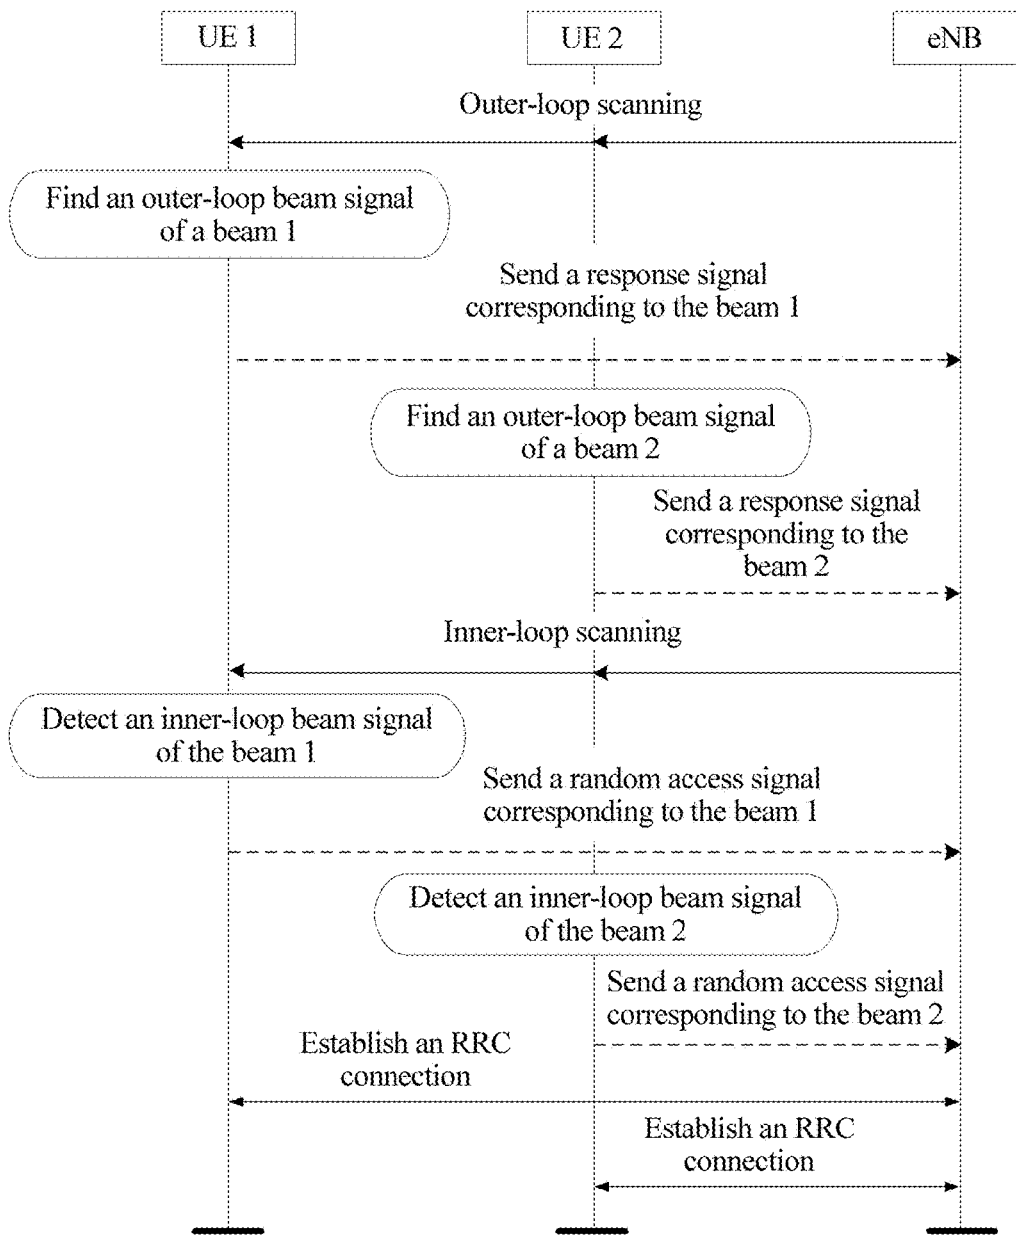 UE 1
UE 2
eNB
Outer-loop scanning
Find an outer-loop beam signal
of a beam 1
Send a response signal
corresponding to the beam 1
Find an outer-loop beam signal
of a beam 2
Send a response signal
corresponding to the
beam 2
Inner-loop scanning
Detect an inner-loop beam signal
of the beam 1
Send a random access signal
corresponding to the beam 1
Detect an inner-loop beam signal
of the beam 2
Send a random access signal
corresponding to the beam 2
Establish an RRC
connection
Establish an RRC
connection